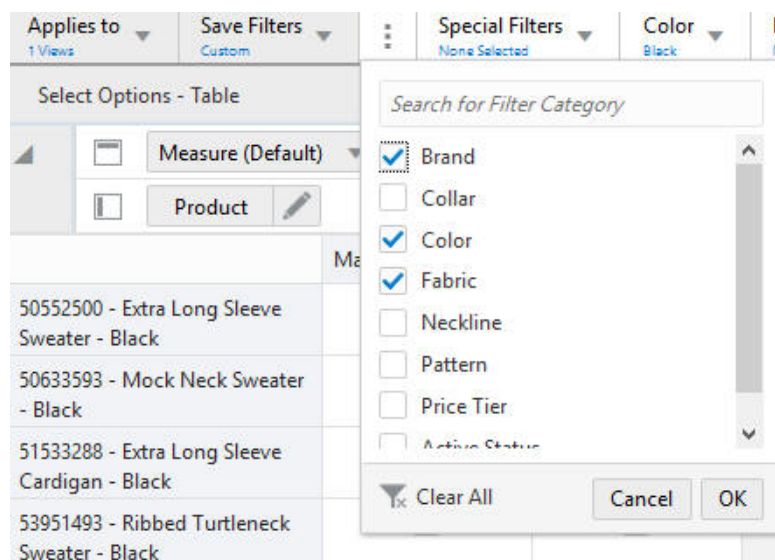 Applies to
1 Views
Save Filters
Custom
Special Filters
None Selected
Color
Black
Select Options - Table
Search for Filter Category
Measure (Default)
Product
Brand
Collar
Color
Fabric
Neckline
Pattern
Price Tier
Active Status
Ma
50552500 - Extra Long Sleeve
Sweater - Black
50633593 - Mock Neck Sweater
- Black
51533288 - Extra Long Sleeve
Cardigan - Black
53951493 - Ribbed Turtleneck
Sweater - Black
Clear All
Cancel
OK